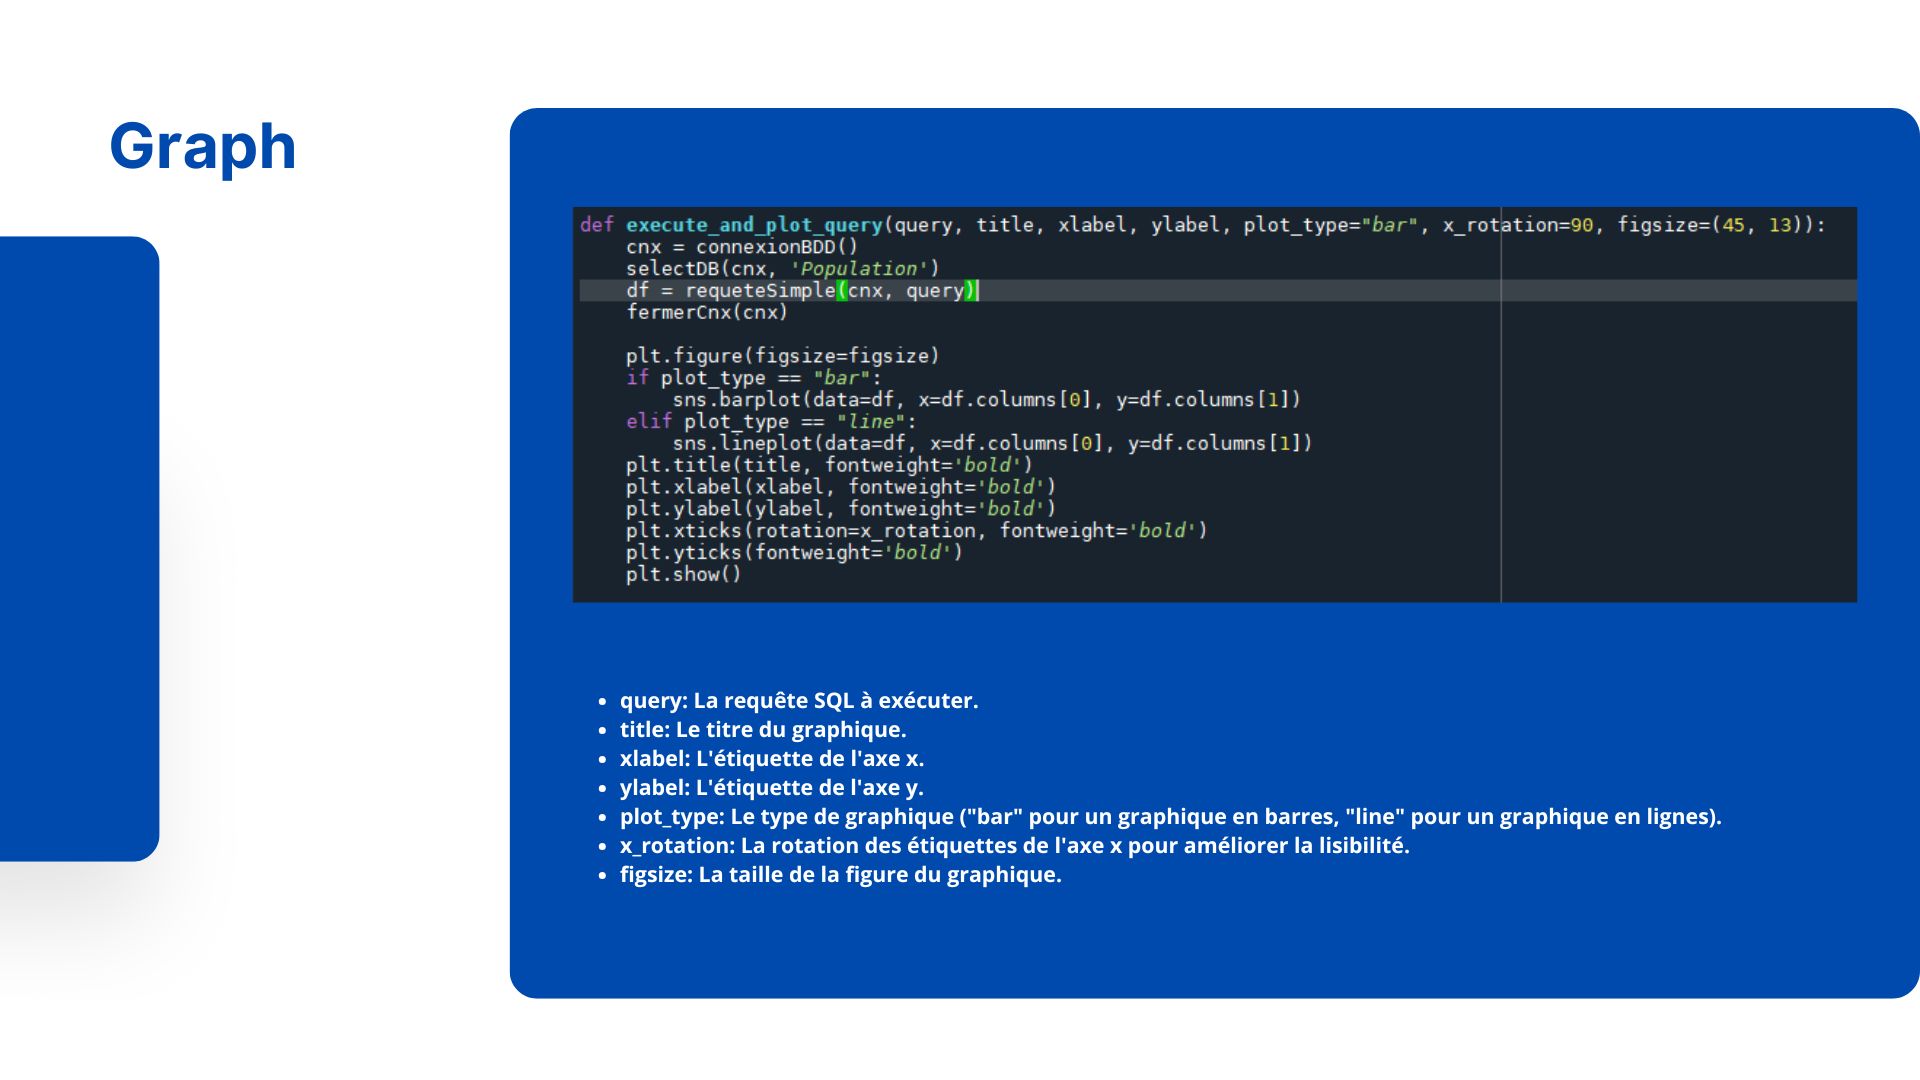 Graph
def execute_and_plot_query(query, title, xlabel, ylabel, plot_type="bar", x_rotation=90, figsize=(45, 13)):
    cnx = connexionBDD()
    selectDB(cnx, 'Population')
    df = requeteSimple(cnx, query)
    fermerCnx(cnx)

    plt.figure(figsize=figsize)
    if plot_type == "bar":
        sns.barplot(data=df, x=df.columns[0], y=df.columns[1])
    elif plot_type == "line":
        sns.lineplot(data=df, x=df.columns[0], y=df.columns[1])
    plt.title(title, fontweight='bold')
    plt.xlabel(xlabel, fontweight='bold')
    plt.ylabel(ylabel, fontweight='bold')
    plt.xticks(rotation=x_rotation, fontweight='bold')
    plt.yticks(fontweight='bold')
    plt.show()
• query: La requête SQL à exécuter.
• title: Le titre du graphique.
• xlabel: L'étiquette de l'axe x.
• ylabel: L'étiquette de l'axe y.
• plot_type: Le type de graphique ("bar" pour un graphique en barres, "line" pour un graphique en lignes).
• x_rotation: La rotation des étiquettes de l'axe x pour améliorer la lisibilité.
• figsize: La taille de la figure du graphique.